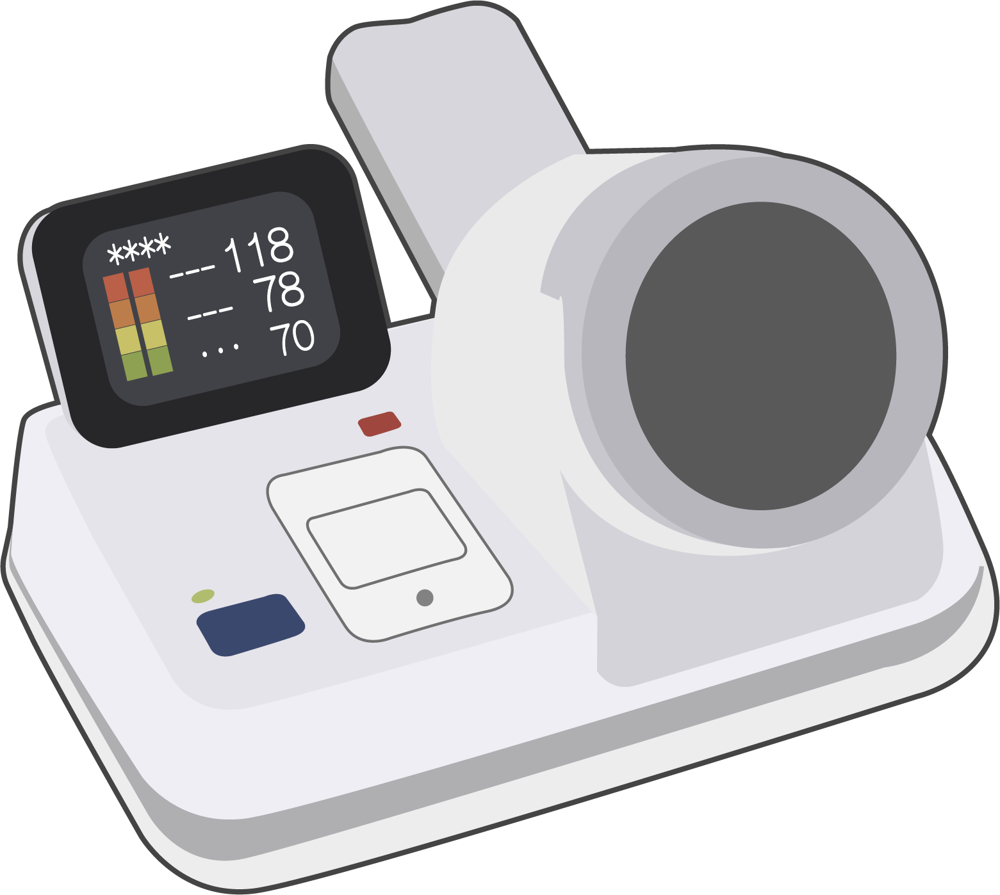 ****
--- 118
--- 78
... 70